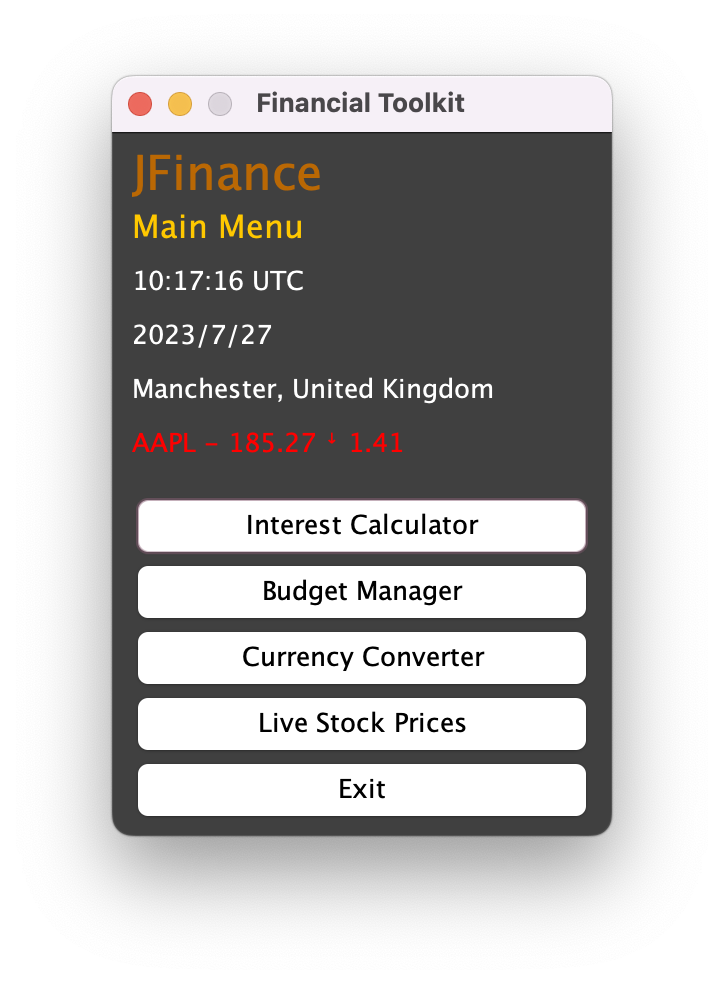 Financial Toolkit
JFinance
Main Menu
10:17:16 UTC
2023/7/27
Manchester, United Kingdom
AAPL - 185.27 ↓ 1.41
Interest Calculator
Budget Manager
Currency Converter
Live Stock Prices
Exit